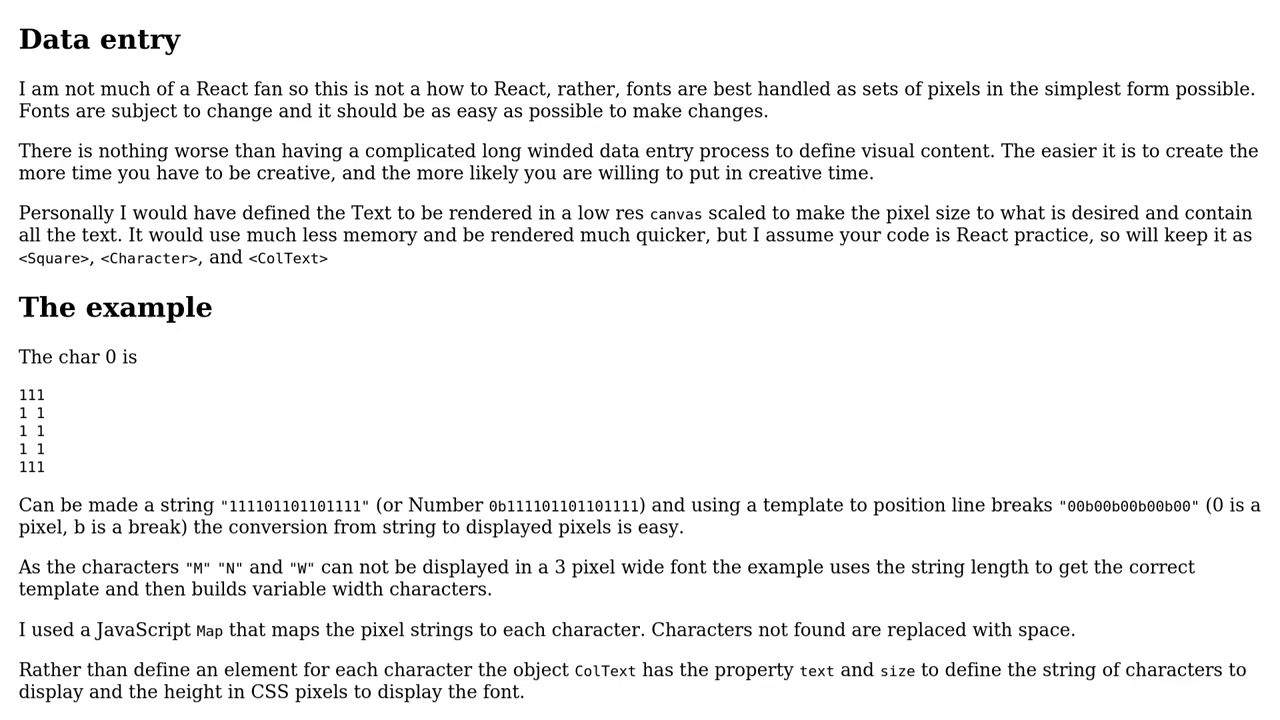 Data entry
I am not much of a React fan so this is not a how to React, rather, fonts are best handled as sets of pixels in the simplest form possible.
Fonts are subject to change and it should be as easy as possible to make changes.
There is nothing worse than having a complicated long winded data entry process to define visual content. The easier it is to create the
more time you have to be creative, and the more likely you are willing to put in creative time.
Personally I would have defined the Text to be rendered in a low res canvas scaled to make the pixel size to what is desired and contain
all the text. It would use much less memory and be rendered much quicker, but I assume your code is React practice, so will keep it as
<Square>, <Character>, and <ColText>
The example
The char 0 is
111
1 1
1 1
1 1
111
Can be made a string "111101101101111" (or Number 0b111101101101111) and using a template to position line breaks "00b00b00b00b00" (0 is a
pixel, b is a break) the conversion from string to displayed pixels is easy.
As the characters "M" "N" and "W" can not be displayed in a 3 pixel wide font the example uses the string length to get the correct
template and then builds variable width characters.
I used a JavaScript Map that maps the pixel strings to each character. Characters not found are replaced with space.
Rather than define an element for each character the object ColText has the property text and size to define the string of characters to
display and the height in CSS pixels to display the font.